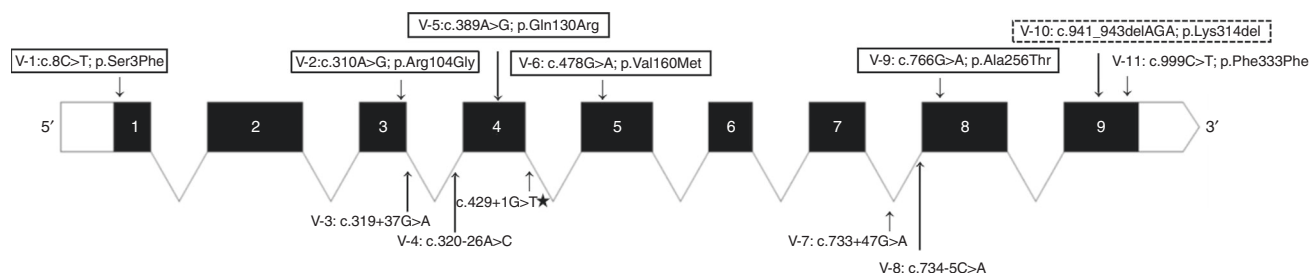 V-5:c.389A>G; p.Gln130Arg
V-10: c.941_943delAGA; p.Lys314del
V-1:c.8C>T; p.Ser3Phe
V-2:c.310A>G; p.Arg104Gly
V-6: c.478G>A; p.Val160Met
V-9: c.766G>A; p.Ala256Thr
V-11: c.999C>T; p.Phe333Phe
5′ 1 2 3 4 5 6 7 8 9 3′
c.429+1G>T★
V-3: c.319+37G>A
V-4: c.320-26A>C
V-7: c.733+47G>A
V-8: c.734-5C>A